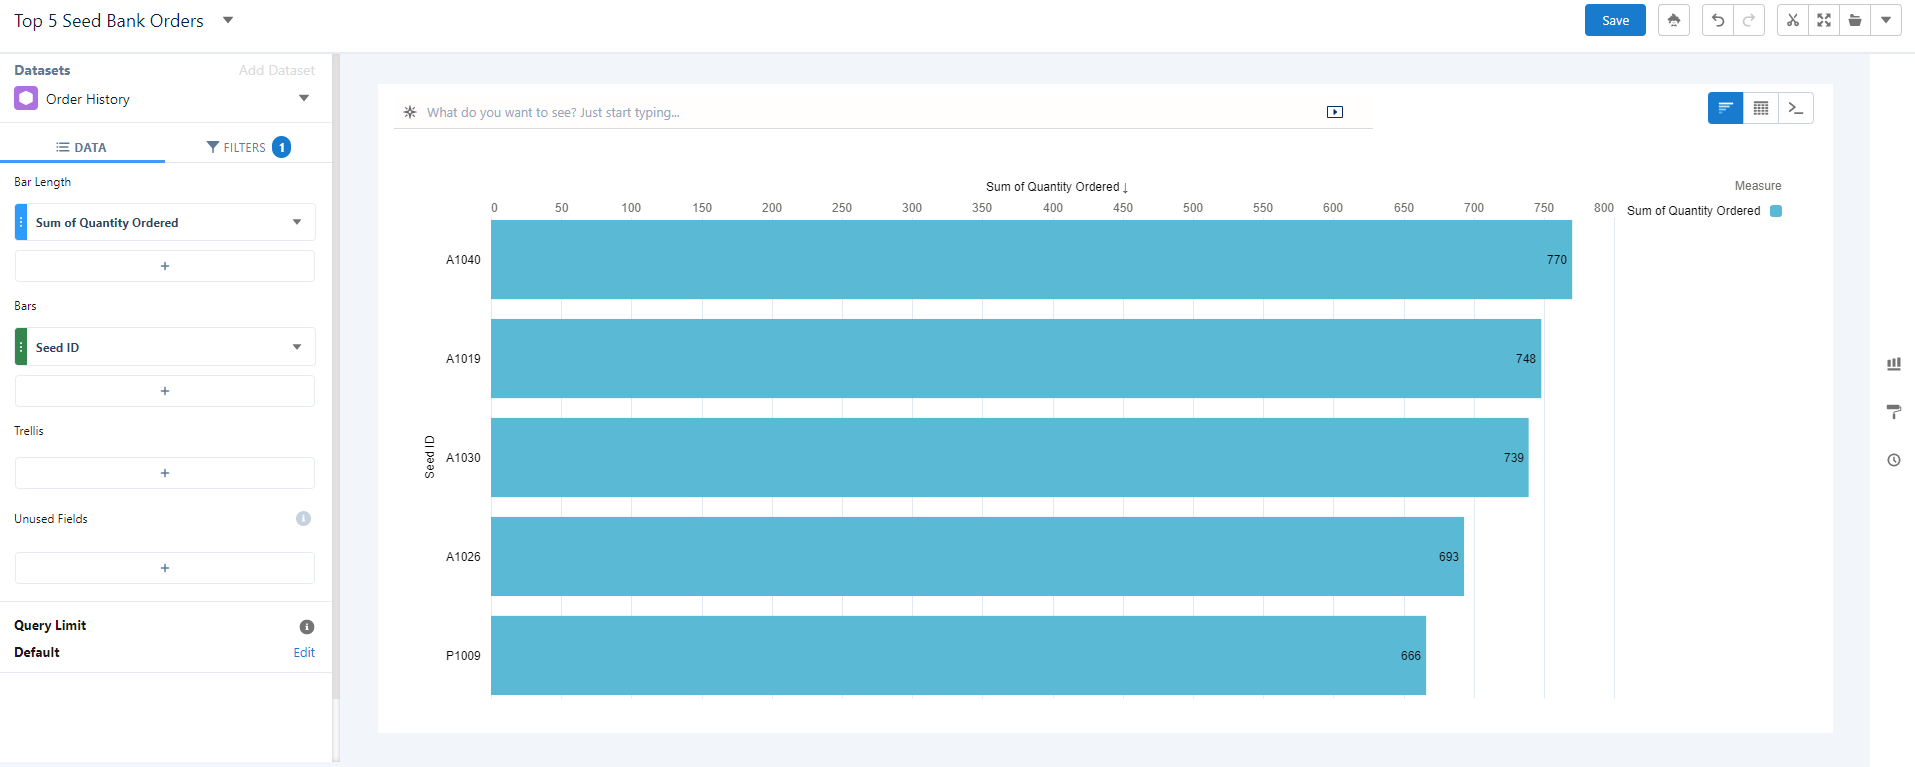 Top 5 Seed Bank Orders
Save
Datasets
Add Dataset
Order History
DATA
FILTERS 1
Bar Length
Sum of Quantity Ordered
+
Bars
Seed ID
+
Trellis
+
Unused Fields
+
Query Limit
Default
Edit
What do you want to see? Just start typing...
Sum of Quantity Ordered ↓
0 50 100 150 200 250 300 350 400 450 500 550 600 650 700 750 800
Measure
Sum of Quantity Ordered
Seed ID
A1040 770
A1019 748
A1030 739
A1026 693
P1009 666